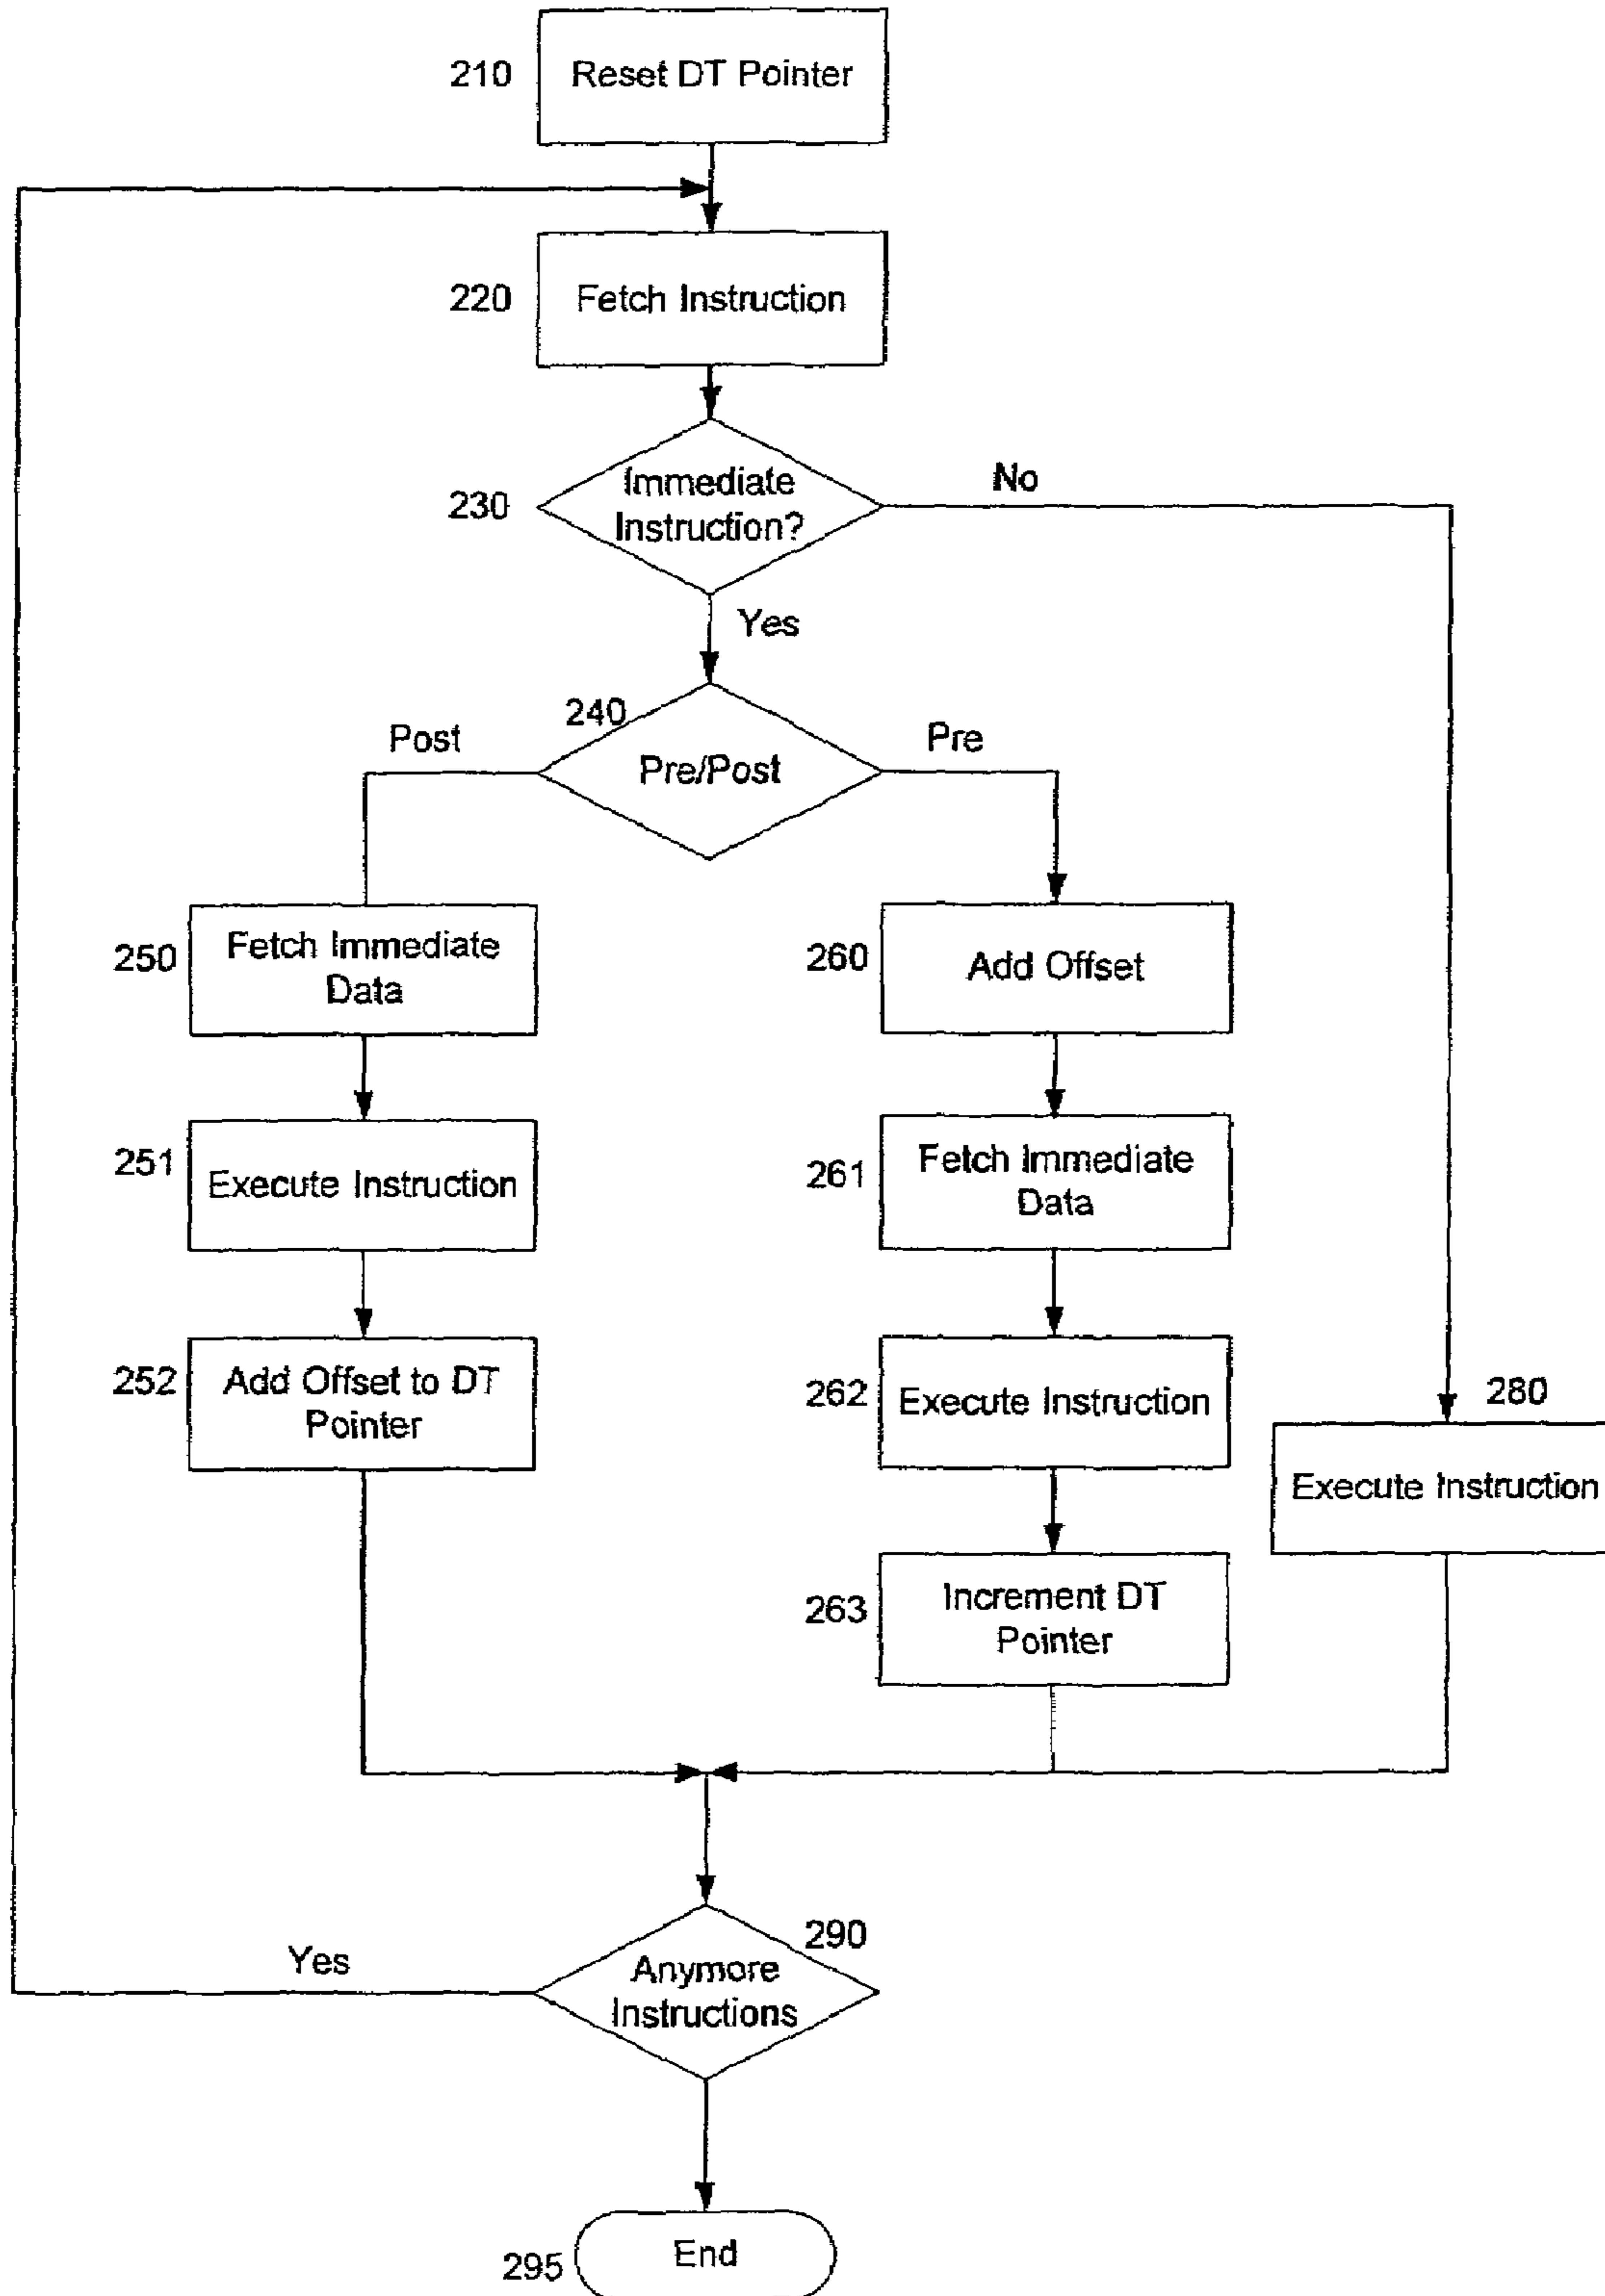 210
Reset DT Pointer
220
Fetch Instruction
230
Immediate
Instruction?
No
Yes
240
Post
Pre/Post
Pre
250
Fetch Immediate
Data
260
Add Offset
251
Execute Instruction
261
Fetch Immediate
Data
252
Add Offset to DT
Pointer
262
Execute Instruction
280
Execute Instruction
263
Increment DT
Pointer
290
Yes
Anymore
Instructions
295
End